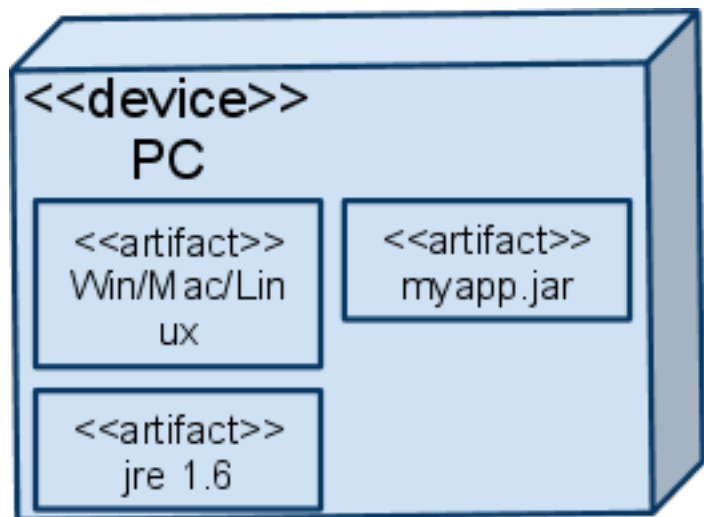 <<device>>
PC
<<artifact>>
Win/Mac/Lin
ux
<<artifact>>
myapp.jar
<<artifact>>
jre 1.6